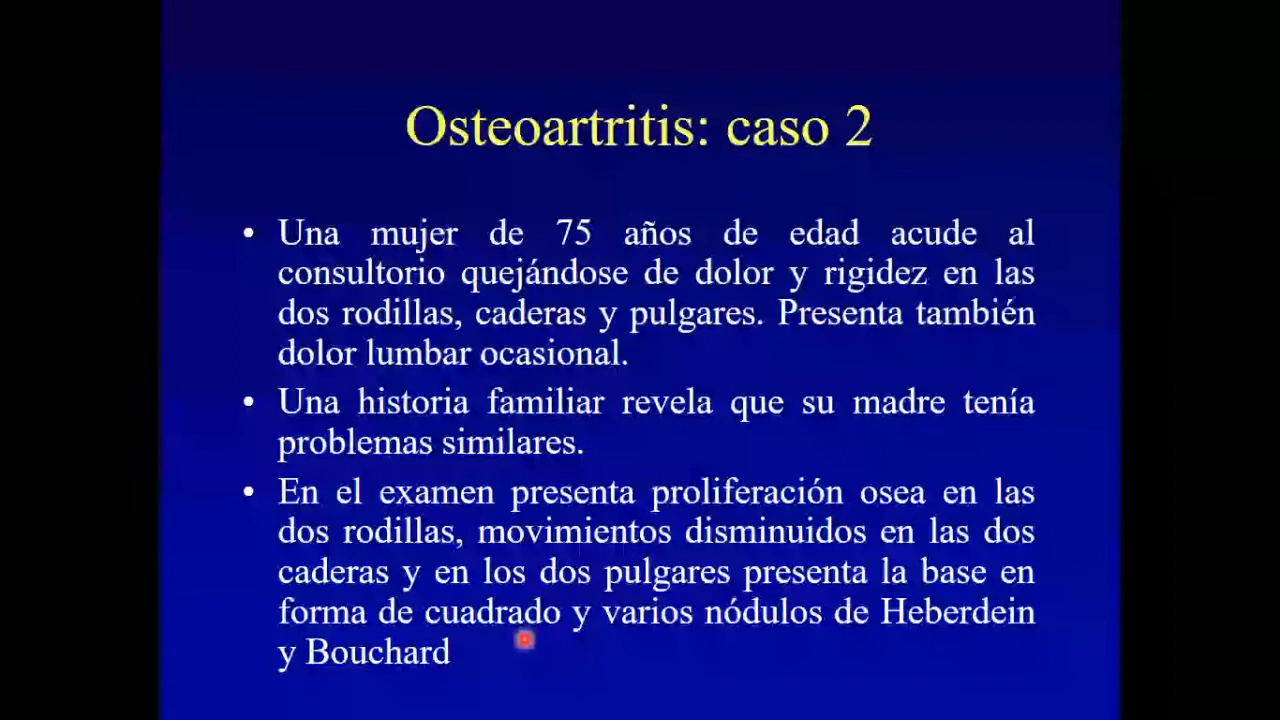 Osteoartritis: caso 2
• Una mujer de 75 años de edad acude al
consultorio quejándose de dolor y rigidez en las
dos rodillas, caderas y pulgares. Presenta también
dolor lumbar ocasional.
• Una historia familiar revela que su madre tenía
problemas similares.
• En el examen presenta proliferación osea en las
dos rodillas, movimientos disminuidos en las dos
caderas y en los dos pulgares presenta la base en
forma de cuadrado y varios nódulos de Heberdein
y Bouchard